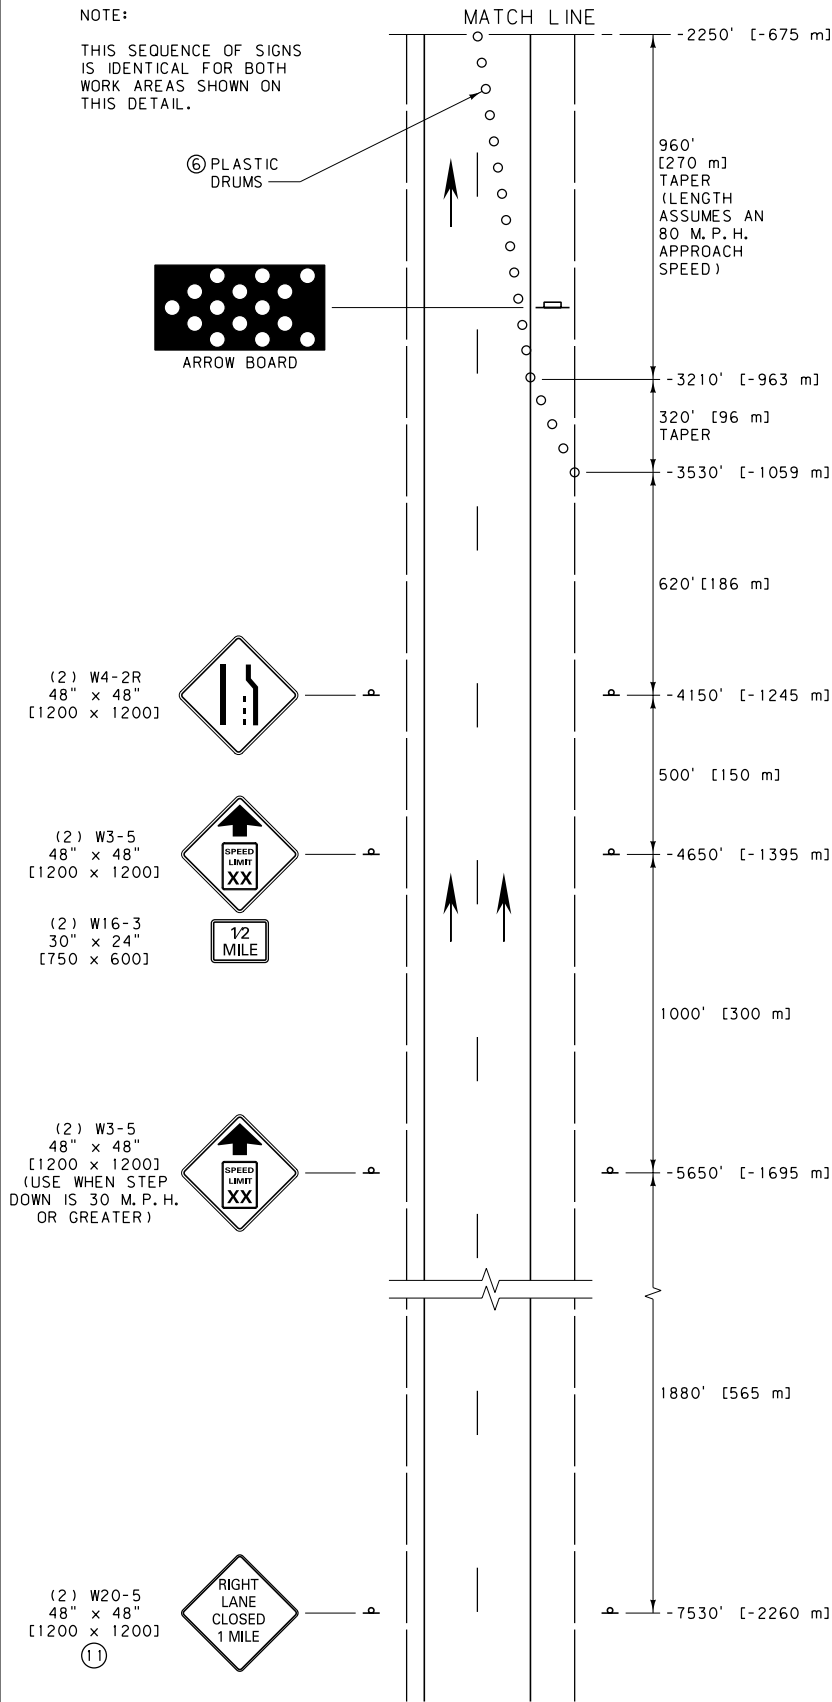 NOTE:
THIS SEQUENCE OF SIGNS
IS IDENTICAL FOR BOTH
WORK AREAS SHOWN ON
THIS DETAIL.
MATCH LINE
-2250' [-675 m]
960'
[270 m]
TAPER
(LENGTH
ASSUMES AN
80 M.P.H.
APPROACH
SPEED)
⑥ PLASTIC
DRUMS
ARROW BOARD
-3210' [-963 m]
320' [96 m]
TAPER
-3530' [-1059 m]
620' [186 m]
(2) W4-2R
48" x 48"
[1200 x 1200]
-4150' [-1245 m]
500' [150 m]
(2) W3-5
48" x 48"
[1200 x 1200]
SPEED
LIMIT
XX
-4650' [-1395 m]
(2) W16-3
30" x 24"
[750 x 600]
1/2
MILE
1000' [300 m]
(2) W3-5
48" x 48"
[1200 x 1200]
(USE WHEN STEP
DOWN IS 30 M.P.H.
OR GREATER)
SPEED
LIMIT
XX
-5650' [-1695 m]
1880' [565 m]
(2) W20-5
48" x 48"
[1200 x 1200]
⑪
RIGHT
LANE
CLOSED
1 MILE
-7530' [-2260 m]